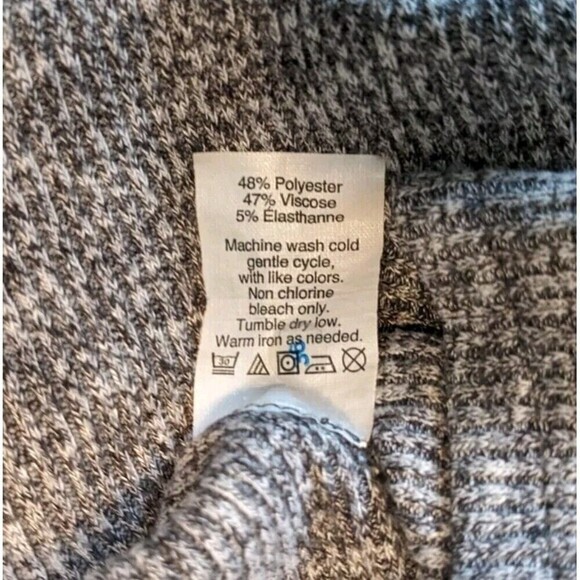 48% Polyester
47% Viscose
5% Elasthanne
Machine wash cold
gentle cycle,
with like colors.
Non chlorine
bleach only.
Tumble dry low.
Warm iron as needed.
30